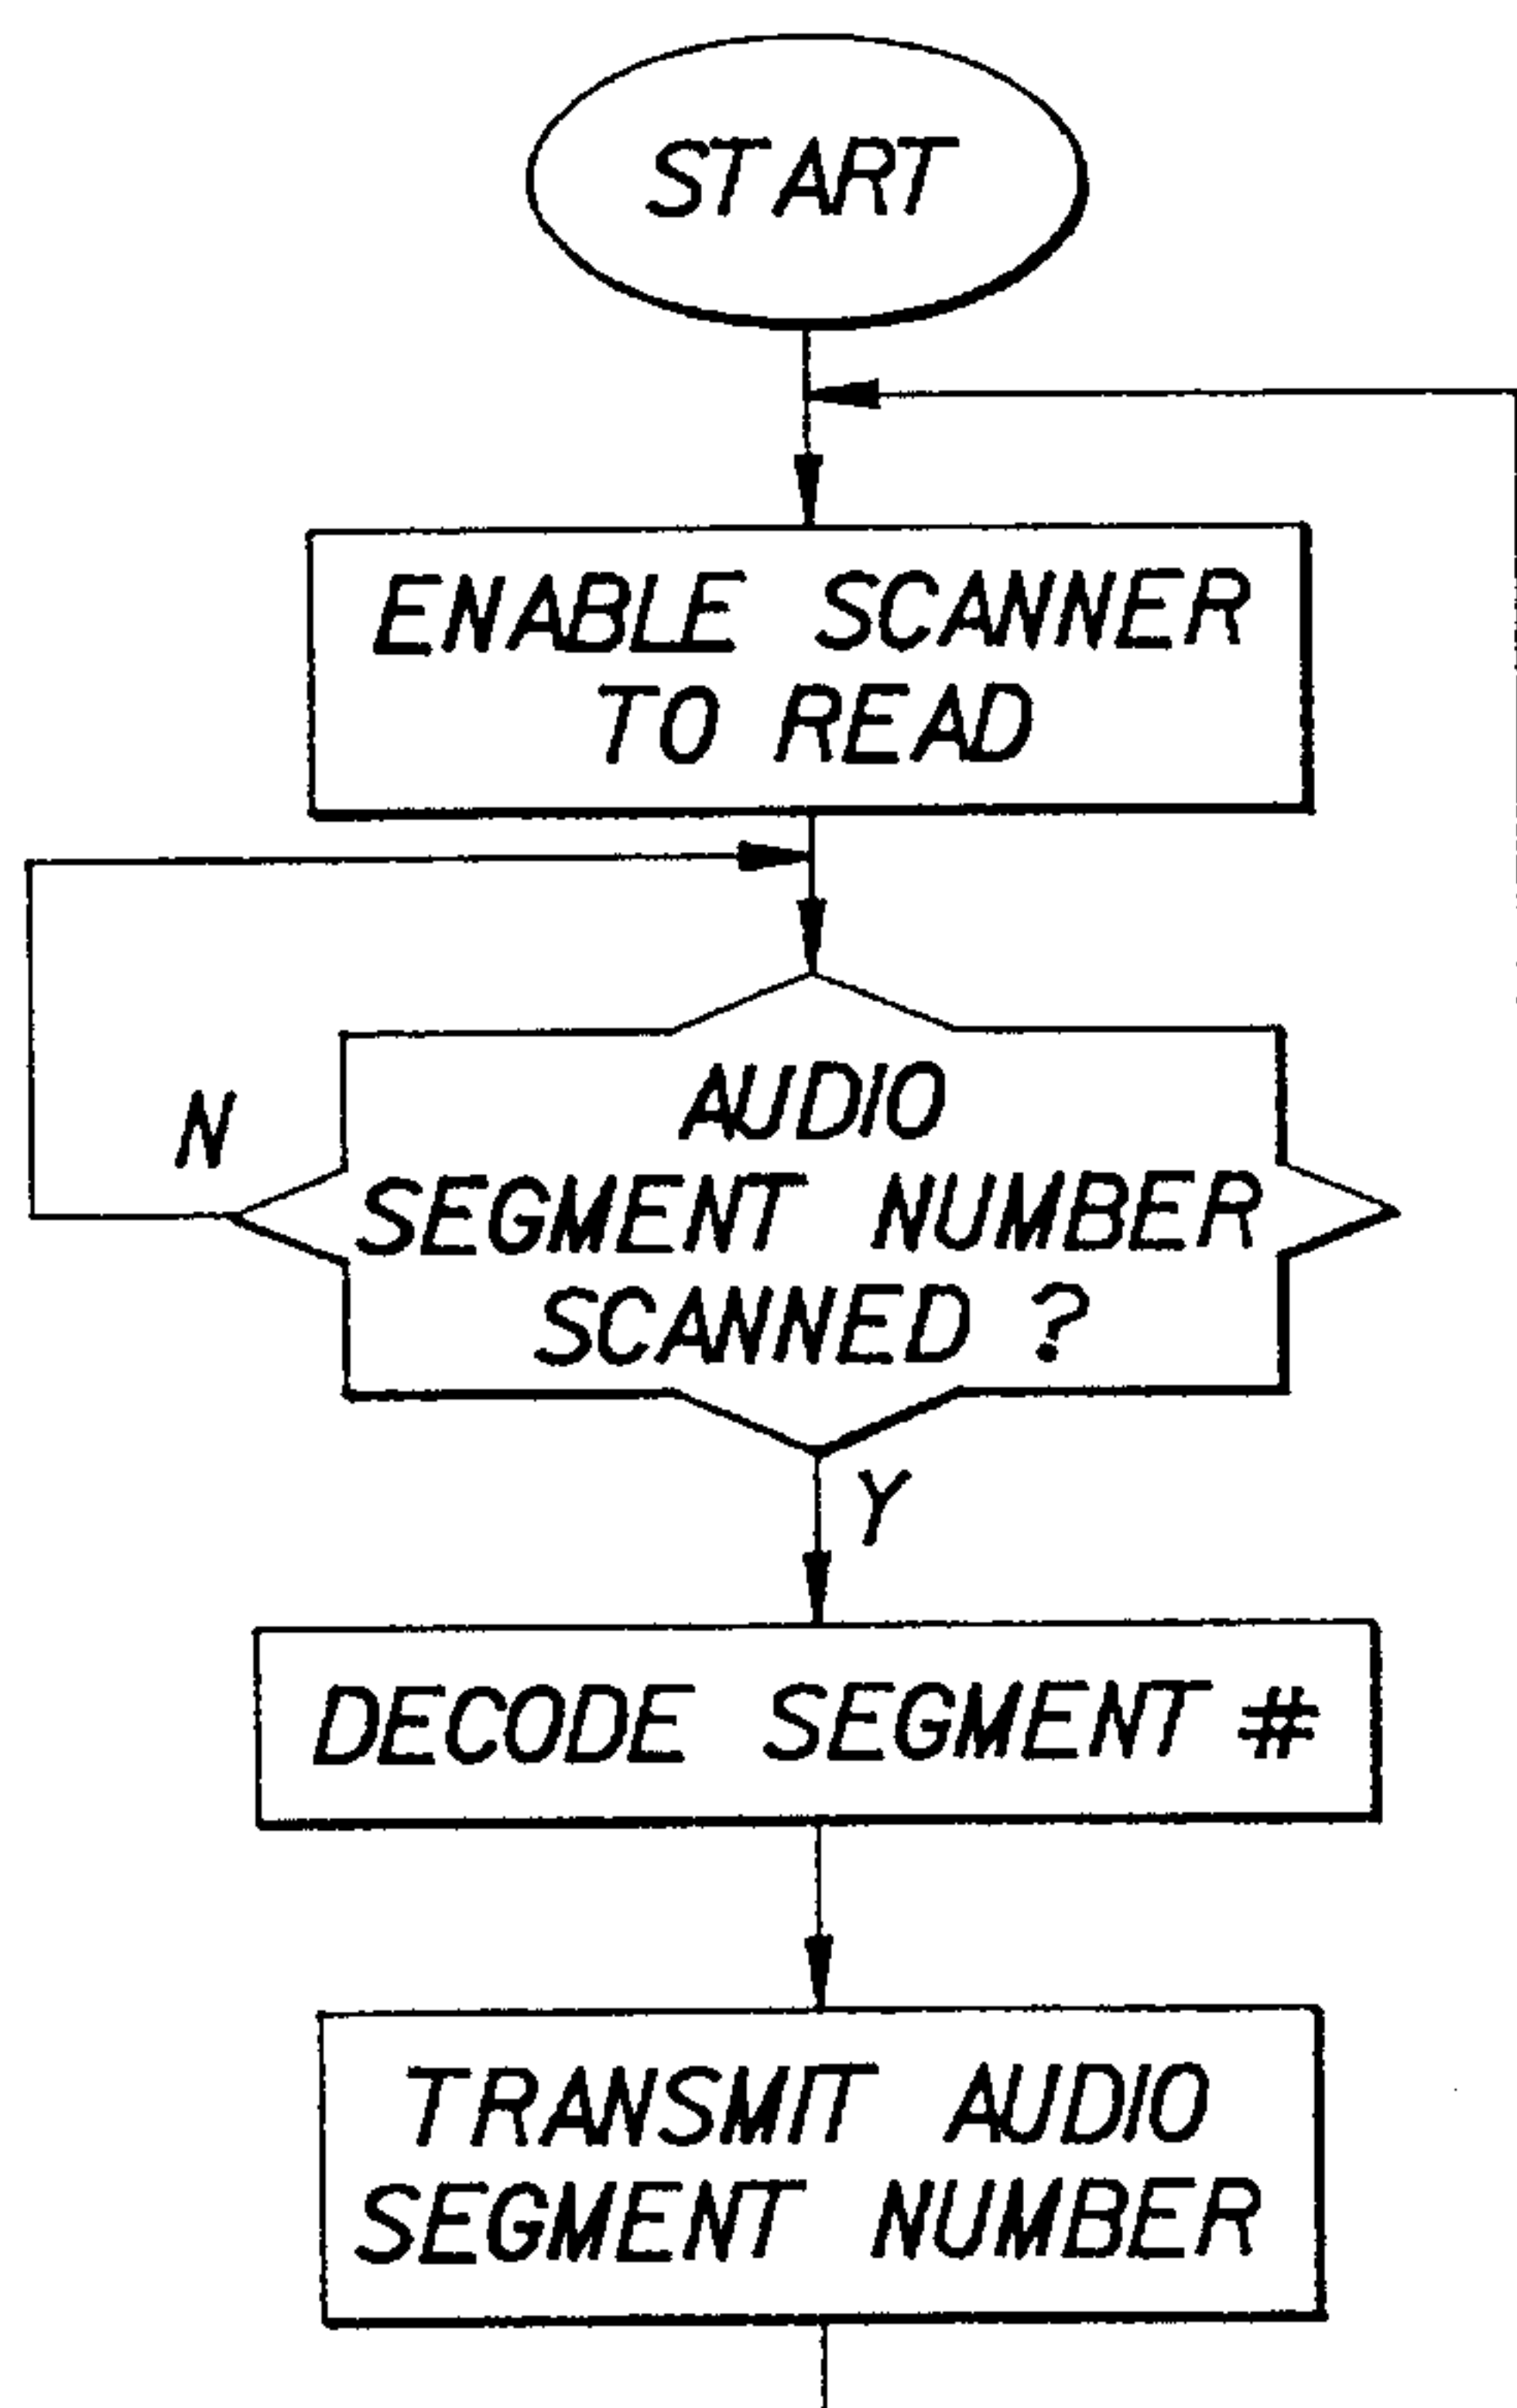 START
ENABLE SCANNER
TO READ
AUDIO
N
SEGMENT NUMBER
SCANNED ?
Y
DECODE SEGMENT #
TRANSMIT AUDIO
SEGMENT NUMBER